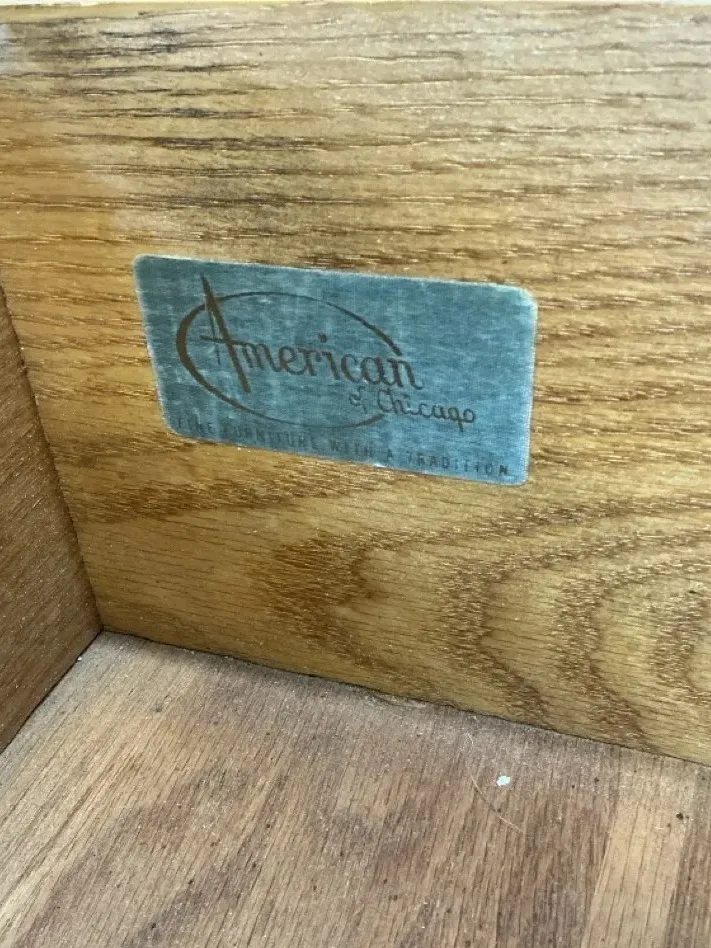 American
of Chicago
FINE FURNITURE WITH A TRADITION